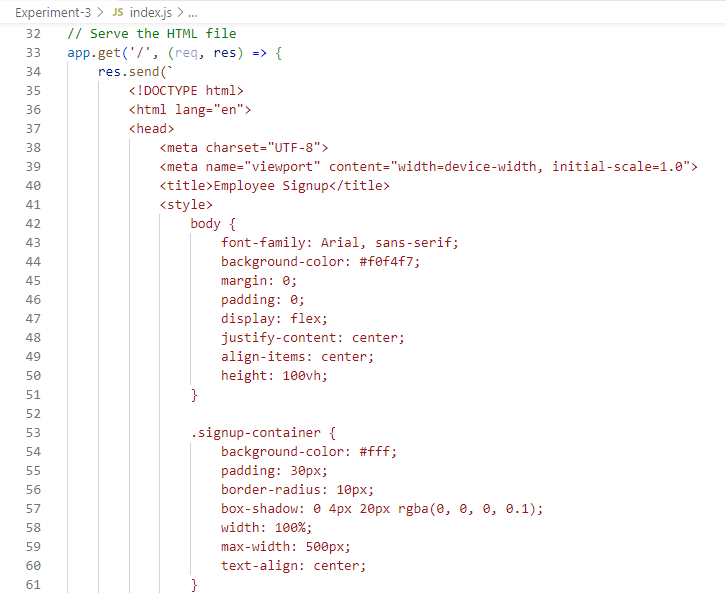 Experiment-3 > JS index.js > ...
32 // Serve the HTML file
33 app.get('/', (req, res) => {
34 res.send(`
35 <!DOCTYPE html>
36 <html lang="en">
37 <head>
38 <meta charset="UTF-8">
39 <meta name="viewport" content="width=device-width, initial-scale=1.0">
40 <title>Employee Signup</title>
41 <style>
42 body {
43 font-family: Arial, sans-serif;
44 background-color: #f0f4f7;
45 margin: 0;
46 padding: 0;
47 display: flex;
48 justify-content: center;
49 align-items: center;
50 height: 100vh;
51 }
52
53 .signup-container {
54 background-color: #fff;
55 padding: 30px;
56 border-radius: 10px;
57 box-shadow: 0 4px 20px rgba(0, 0, 0, 0.1);
58 width: 100%;
59 max-width: 500px;
60 text-align: center;
61 }